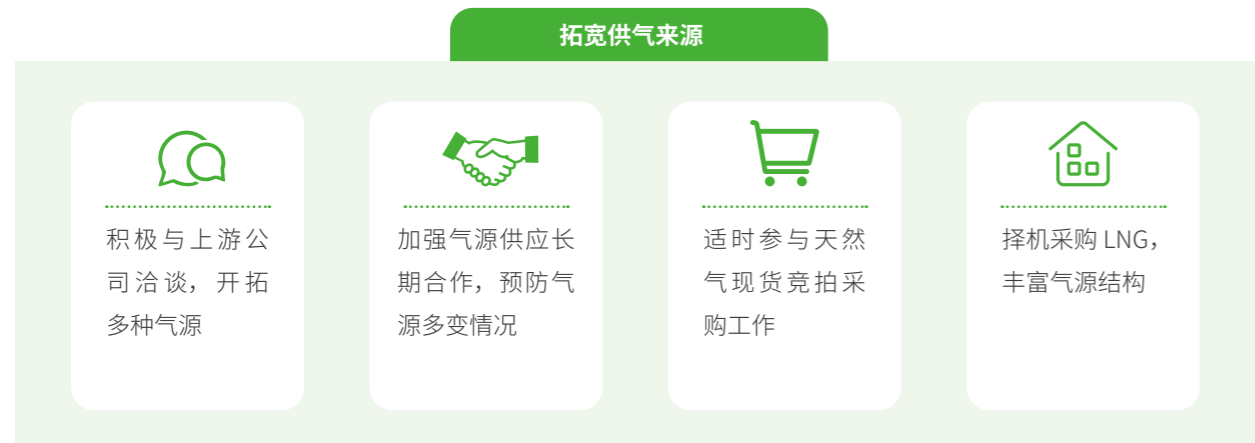 拓宽供气来源
积极与上游公
司洽谈，开拓
多种气源
加强气源供应长
期合作，预防气
源多变情况
适时参与天然
气现货竞拍采
购工作
择机采购 LNG，
丰富气源结构